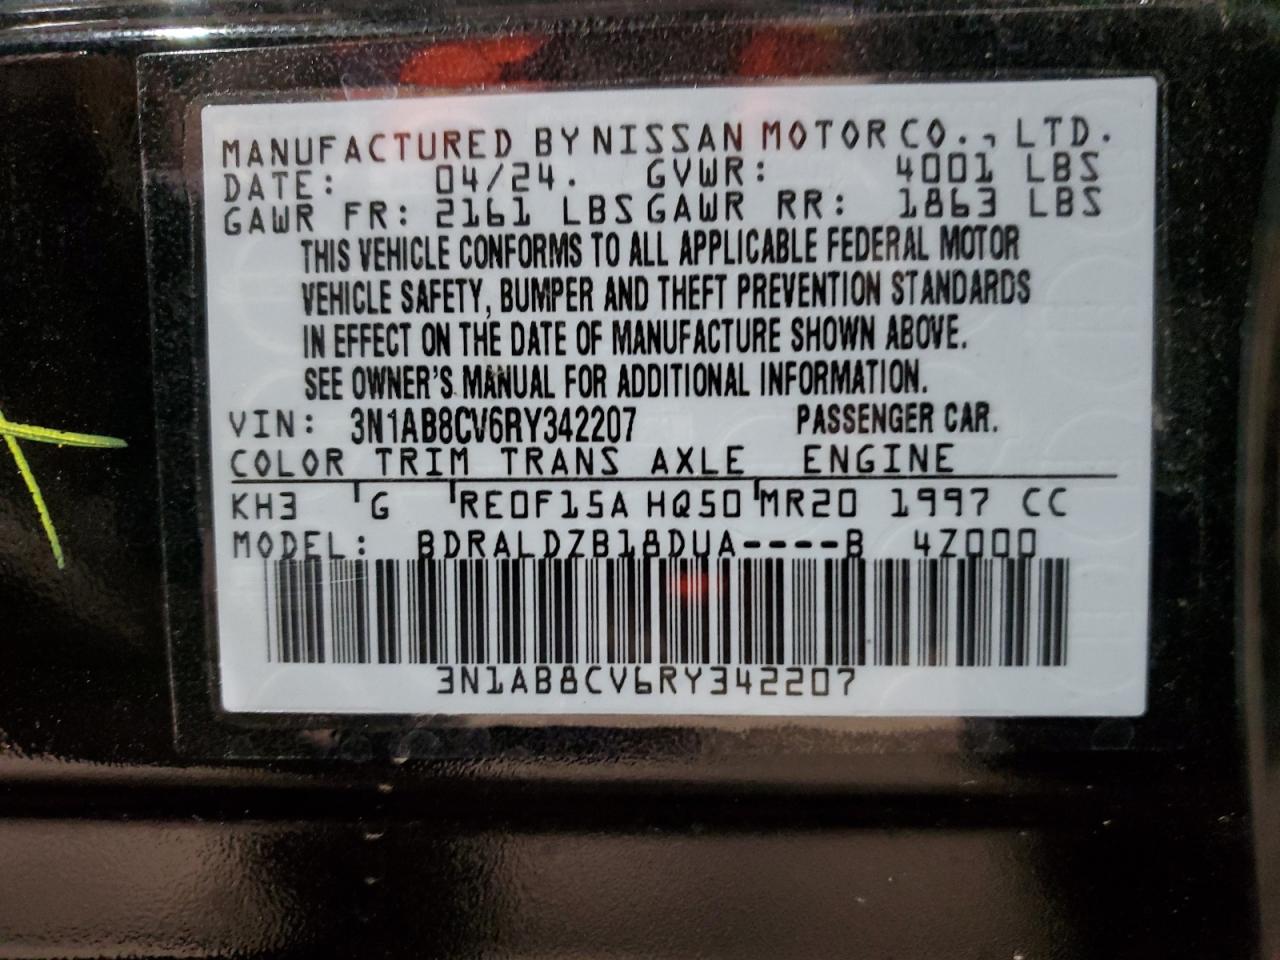 MANUFACTURED BY NISSAN MOTOR CO., LTD.
DATE: 04/24. GVWR: 4001 LBS
GAWR FR: 2161 LBS GAWR RR: 1863 LBS
THIS VEHICLE CONFORMS TO ALL APPLICABLE FEDERAL MOTOR
VEHICLE SAFETY, BUMPER AND THEFT PREVENTION STANDARDS
IN EFFECT ON THE DATE OF MANUFACTURE SHOWN ABOVE.
SEE OWNER'S MANUAL FOR ADDITIONAL INFORMATION.
VIN: 3N1AB8CV6RY342207 PASSENGER CAR.
COLOR TRIM TRANS AXLE ENGINE
KH3 G RE0F15A HQ50 MR20 1997 CC
MODEL: BDRALDZB18DUA----B 4Z000
3N1AB8CV6RY342207